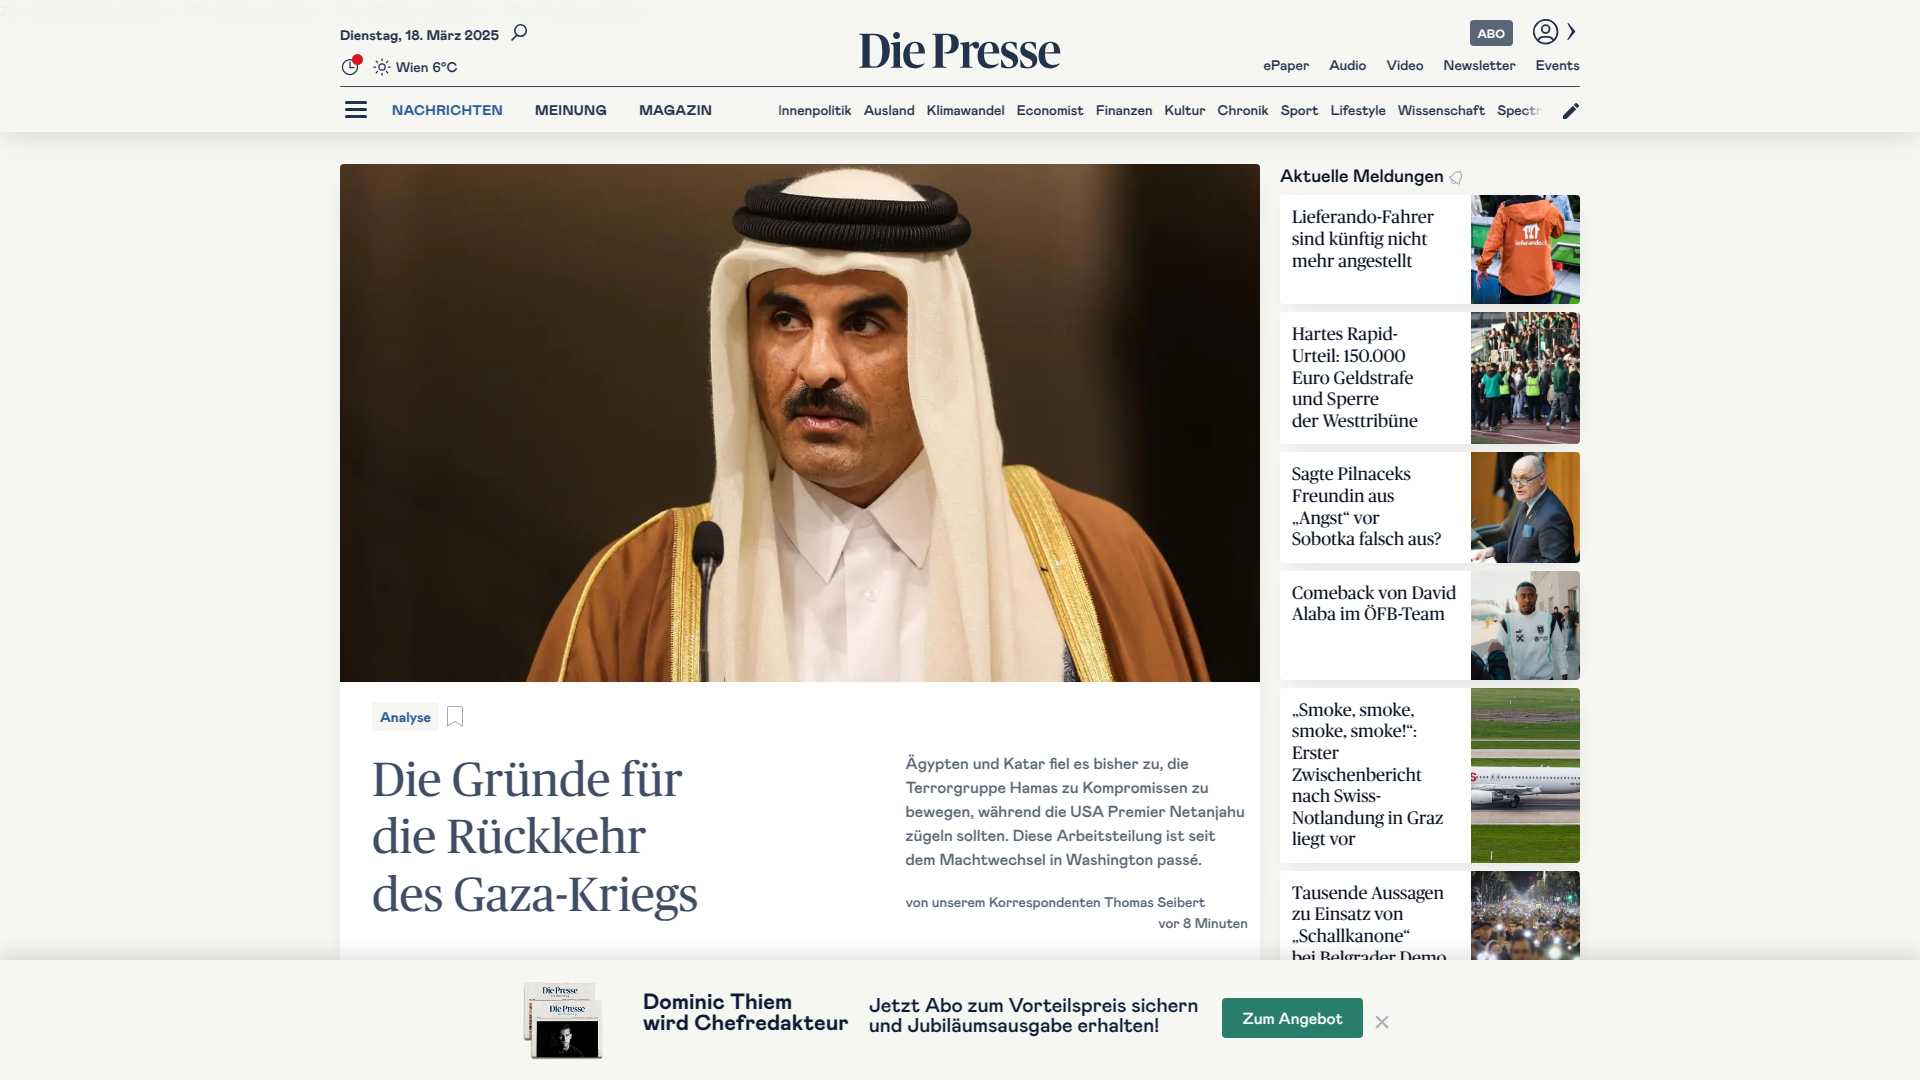 Dienstag, 18. März 2025
Wien 6°C
Die Presse
ABO
ePaper Audio Video Newsletter Events
NACHRICHTEN MEINUNG MAGAZIN
Innenpolitik Ausland Klimawandel Economist Finanzen Kultur Chronik Sport Lifestyle Wissenschaft Spectr
Analyse
Die Gründe für
die Rückkehr
des Gaza-Kriegs
Ägypten und Katar fiel es bisher zu, die
Terrorgruppe Hamas zu Kompromissen zu
bewegen, während die USA Premier Netanjahu
zügeln sollten. Diese Arbeitsteilung ist seit
dem Machtwechsel in Washington passé.
von unserem Korrespondenten Thomas Seibert
vor 8 Minuten
Aktuelle Meldungen
Lieferando-Fahrer
sind künftig nicht
mehr angestellt
Hartes Rapid-
Urteil: 150.000
Euro Geldstrafe
und Sperre
der Westtribüne
Sagte Pilnaceks
Freundin aus
„Angst“ vor
Sobotka falsch aus?
Comeback von David
Alaba im ÖFB-Team
„Smoke, smoke,
smoke, smoke!“:
Erster
Zwischenbericht
nach Swiss-
Notlandung in Graz
liegt vor
Tausende Aussagen
zu Einsatz von
„Schallkanone“
bei Belgrader Demo
Die Presse
Die Presse
Dominic Thiem
wird Chefredakteur
Jetzt Abo zum Vorteilspreis sichern
und Jubiläumsausgabe erhalten!
Zum Angebot